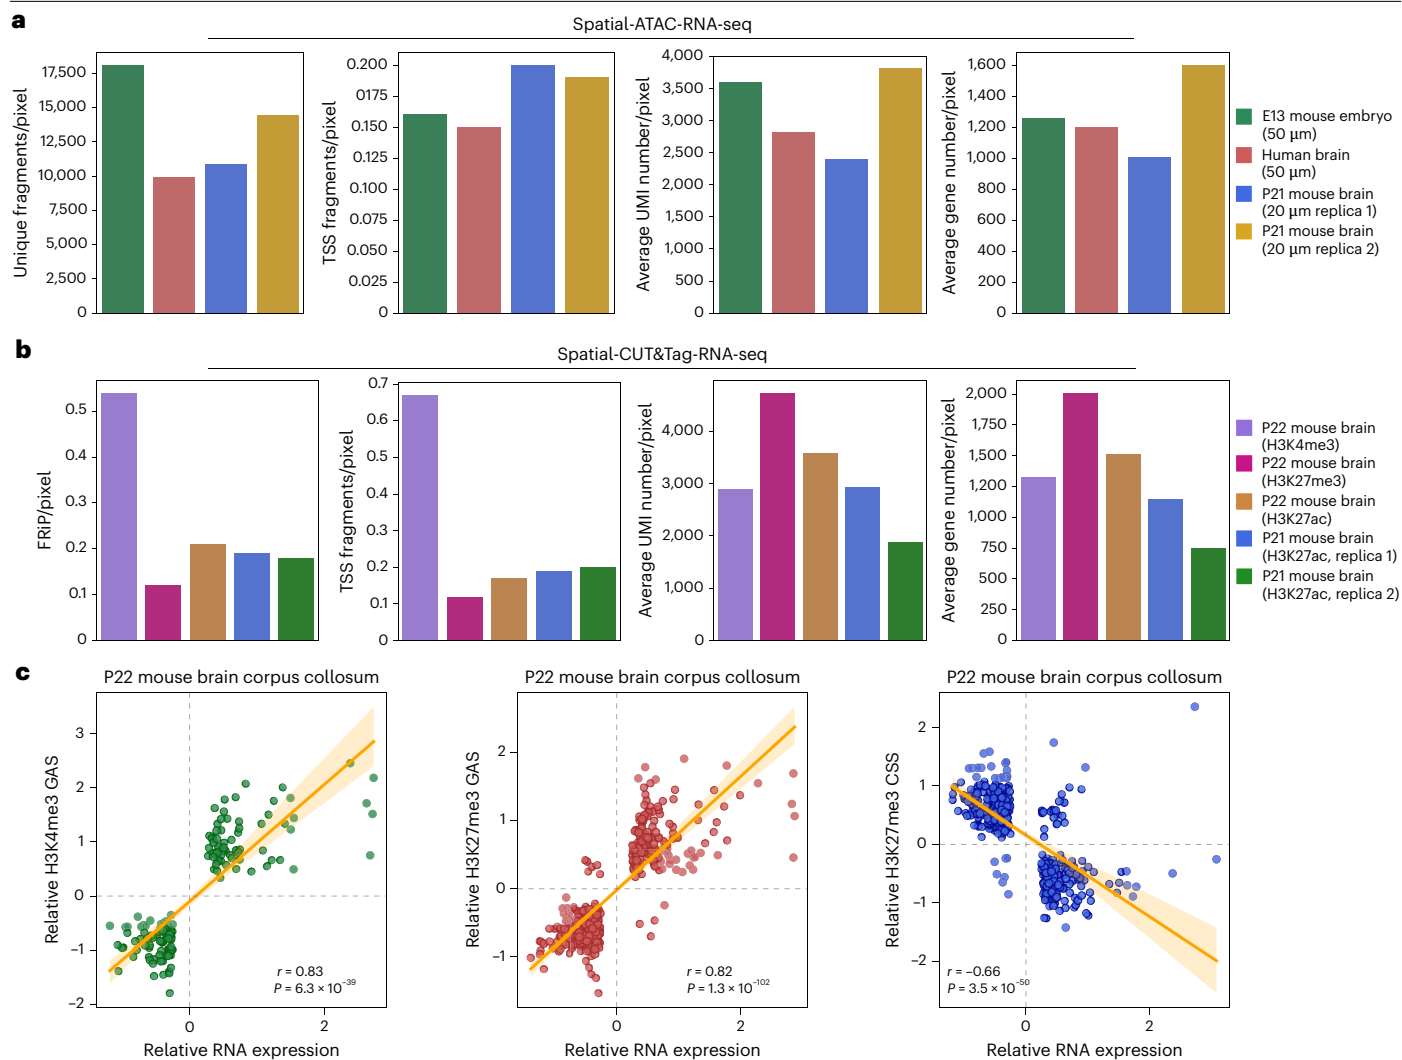 a
Spatial-ATAC-RNA-seq
Unique fragments/pixel
17,500
15,000
12,500
10,000
7,500
5,000
2,500
0
TSS fragments/pixel
0.200
0.175
0.150
0.125
0.100
0.075
0.050
0.025
0
Average UMI number/pixel
4,000
3,500
3,000
2,500
2,000
1,500
1,000
500
0
Average gene number/pixel
1,600
1,400
1,200
1,000
800
600
400
200
0
E13 mouse embryo
(50 µm)
Human brain
(50 µm)
P21 mouse brain
(20 µm replica 1)
P21 mouse brain
(20 µm replica 2)
b
Spatial-CUT&Tag-RNA-seq
FRiP/pixel
0.5
0.4
0.3
0.2
0.1
0
TSS fragments/pixel
0.7
0.6
0.5
0.4
0.3
0.2
0.1
0
Average UMI number/pixel
4,000
3,000
2,000
1,000
0
Average gene number/pixel
2,000
1,750
1,500
1,250
1,000
750
500
250
0
P22 mouse brain
(H3K4me3)
P22 mouse brain
(H3K27me3)
P22 mouse brain
(H3K27ac)
P21 mouse brain
(H3K27ac, replica 1)
P21 mouse brain
(H3K27ac, replica 2)
c
P22 mouse brain corpus collosum
Relative H3K4me3 GAS
3
2
1
0
−1
−2
r = 0.83
P = 6.3 × 10⁻³⁹
0
2
Relative RNA expression
P22 mouse brain corpus collosum
Relative H3K27me3 GAS
2
1
0
−1
r = 0.82
P = 1.3 × 10⁻¹⁰²
0
2
Relative RNA expression
P22 mouse brain corpus collosum
Relative H3K27me3 CSS
2
1
0
−1
−2
r = −0.66
P = 3.5 × 10⁻⁵⁰
0
2
Relative RNA expression